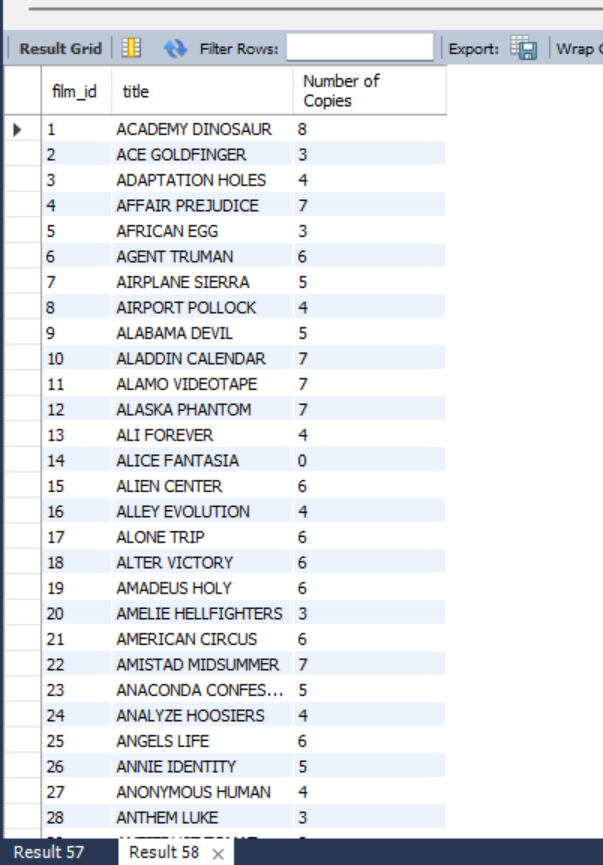 Result Grid Filter Rows: Export: Wrap C
film_id title Number of Copies
1 ACADEMY DINOSAUR 8
2 ACE GOLDFINGER 3
3 ADAPTATION HOLES 4
4 AFFAIR PREJUDICE 7
5 AFRICAN EGG 3
6 AGENT TRUMAN 6
7 AIRPLANE SIERRA 5
8 AIRPORT POLLOCK 4
9 ALABAMA DEVIL 5
10 ALADDIN CALENDAR 7
11 ALAMO VIDEOTAPE 7
12 ALASKA PHANTOM 7
13 ALI FOREVER 4
14 ALICE FANTASIA 0
15 ALIEN CENTER 6
16 ALLEY EVOLUTION 4
17 ALONE TRIP 6
18 ALTER VICTORY 6
19 AMADEUS HOLY 6
20 AMELIE HELLFIGHTERS 3
21 AMERICAN CIRCUS 6
22 AMISTAD MIDSUMMER 7
23 ANACONDA CONFES... 5
24 ANALYZE HOOSIERS 4
25 ANGELS LIFE 6
26 ANNIE IDENTITY 5
27 ANONYMOUS HUMAN 4
28 ANTHEM LUKE 3
Result 57 Result 58